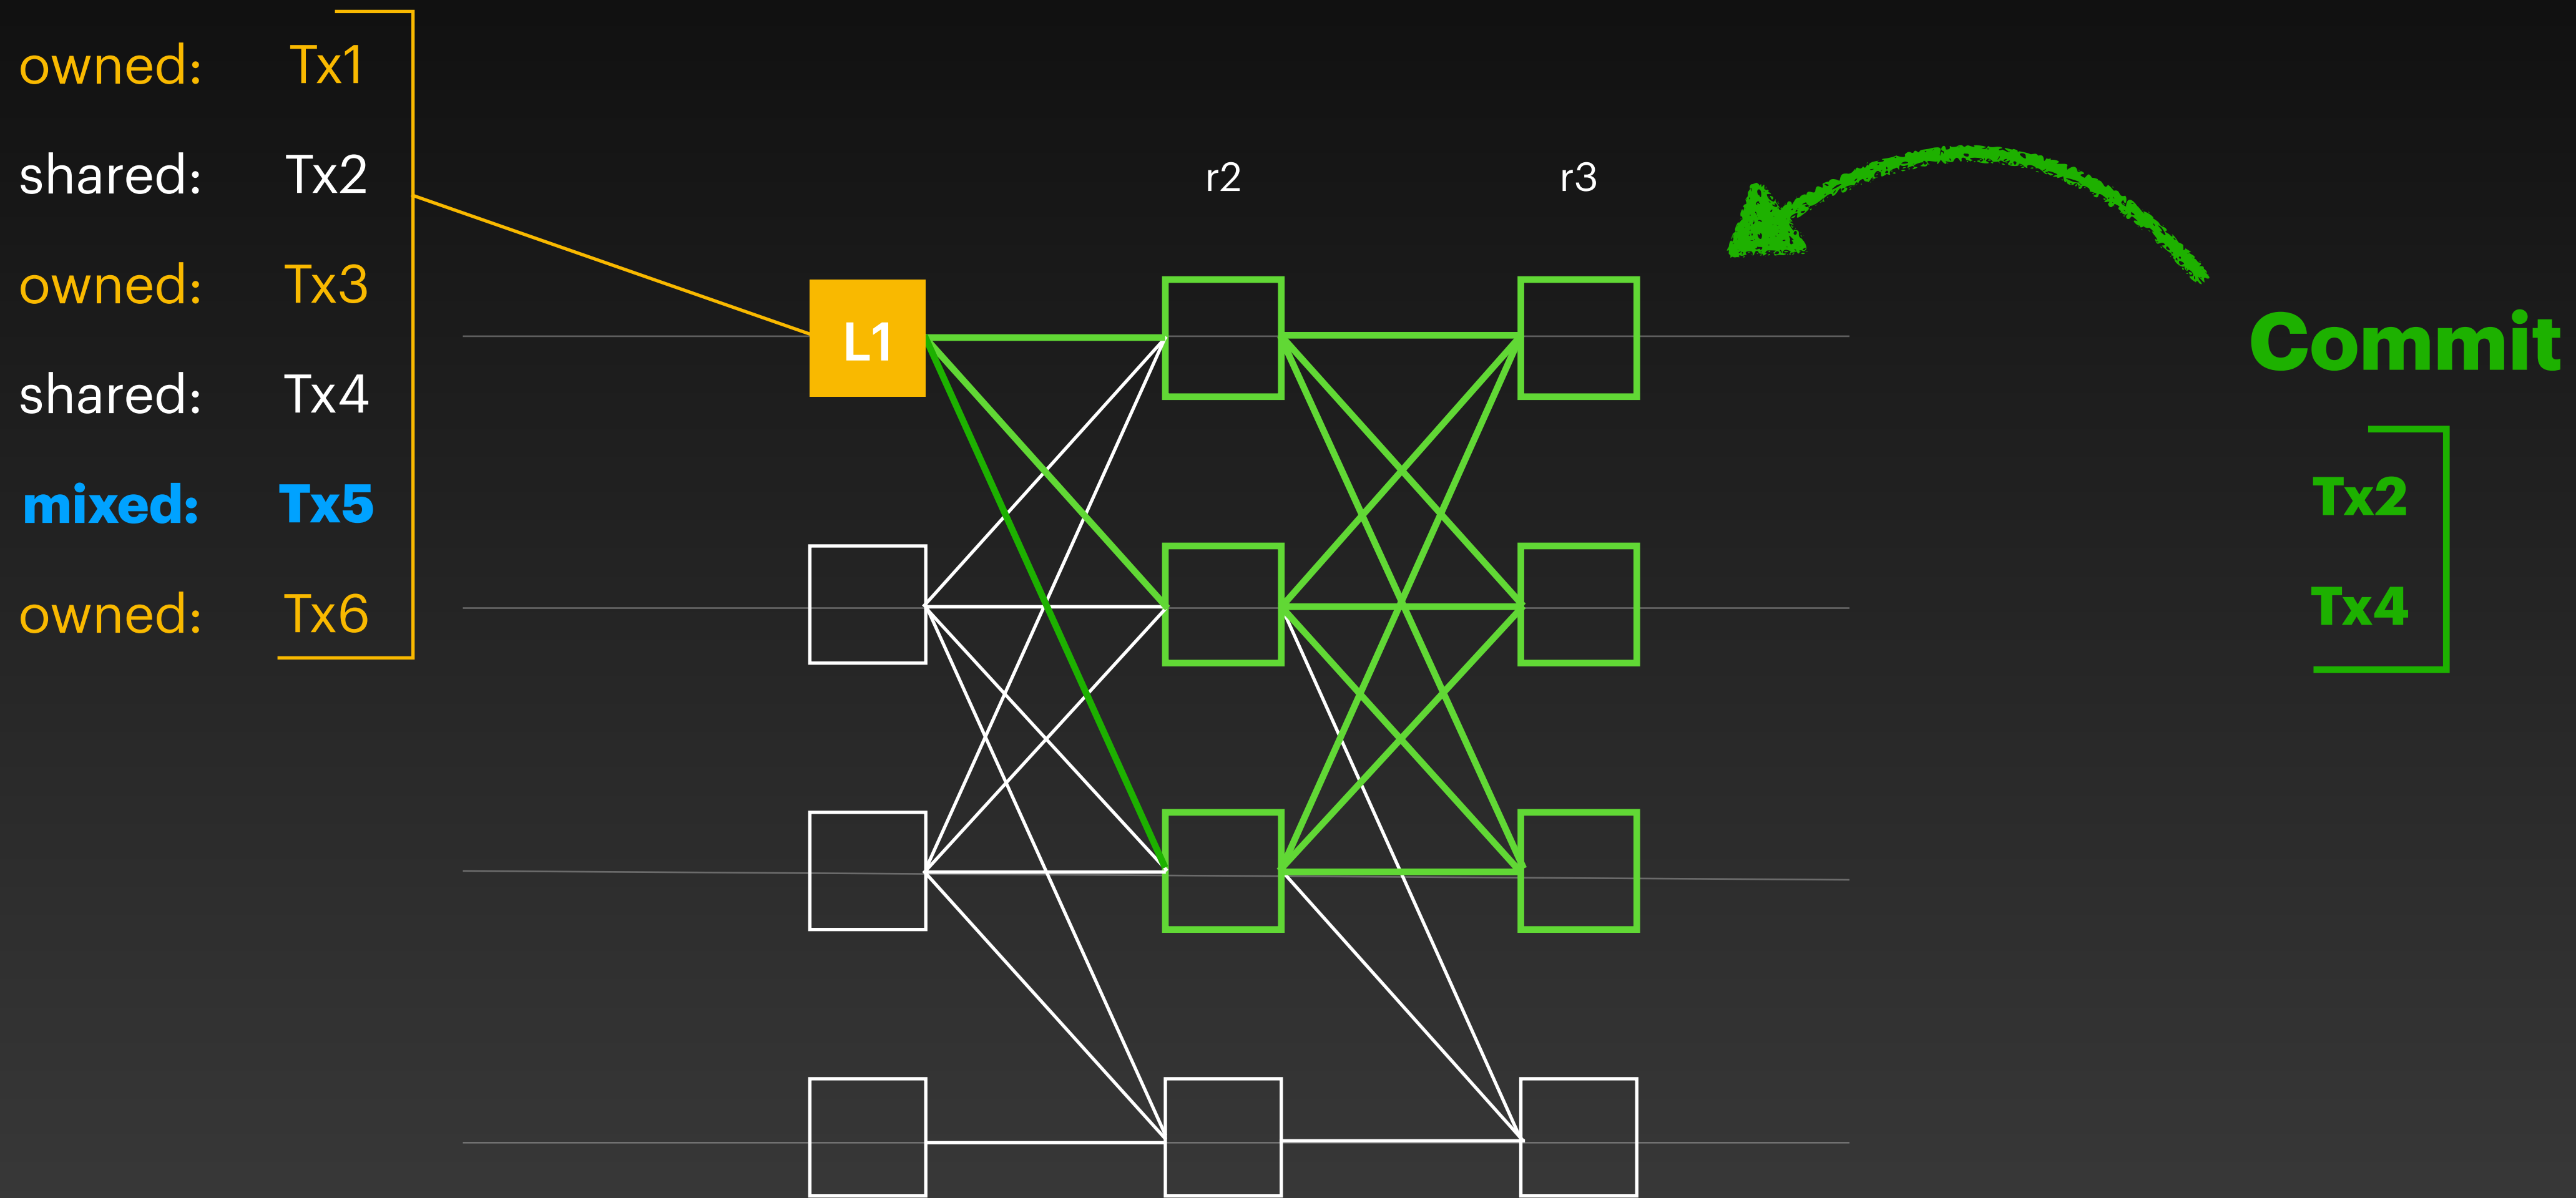 owned: Tx1
shared: Tx2
owned: Tx3
shared: Tx4
mixed: Tx5
owned: Tx6
r2
r3
L1
Commit
Tx2
Tx4